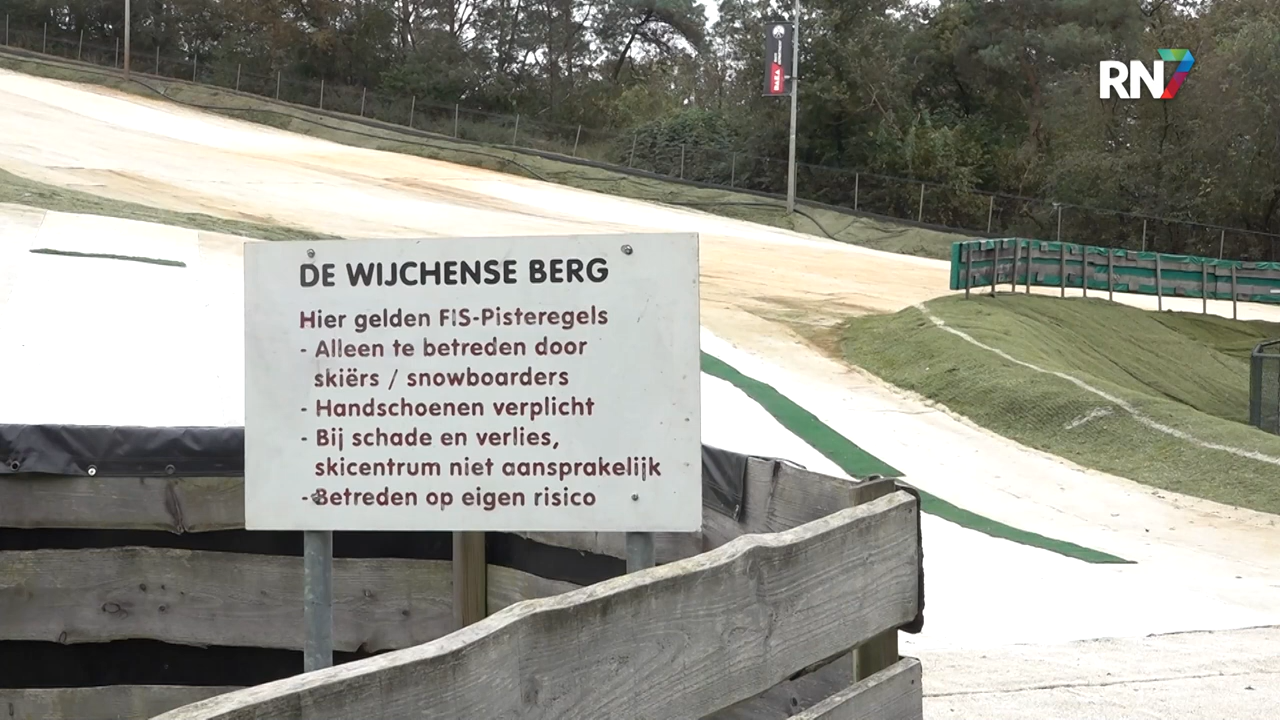 RN7
DE WIJCHENSE BERG
Hier gelden FIS-Pisteregels
- Alleen te betreden door
skiërs / snowboarders
- Handschoenen verplicht
- Bij schade en verlies,
skicentrum niet aansprakelijk
- Betreden op eigen risico